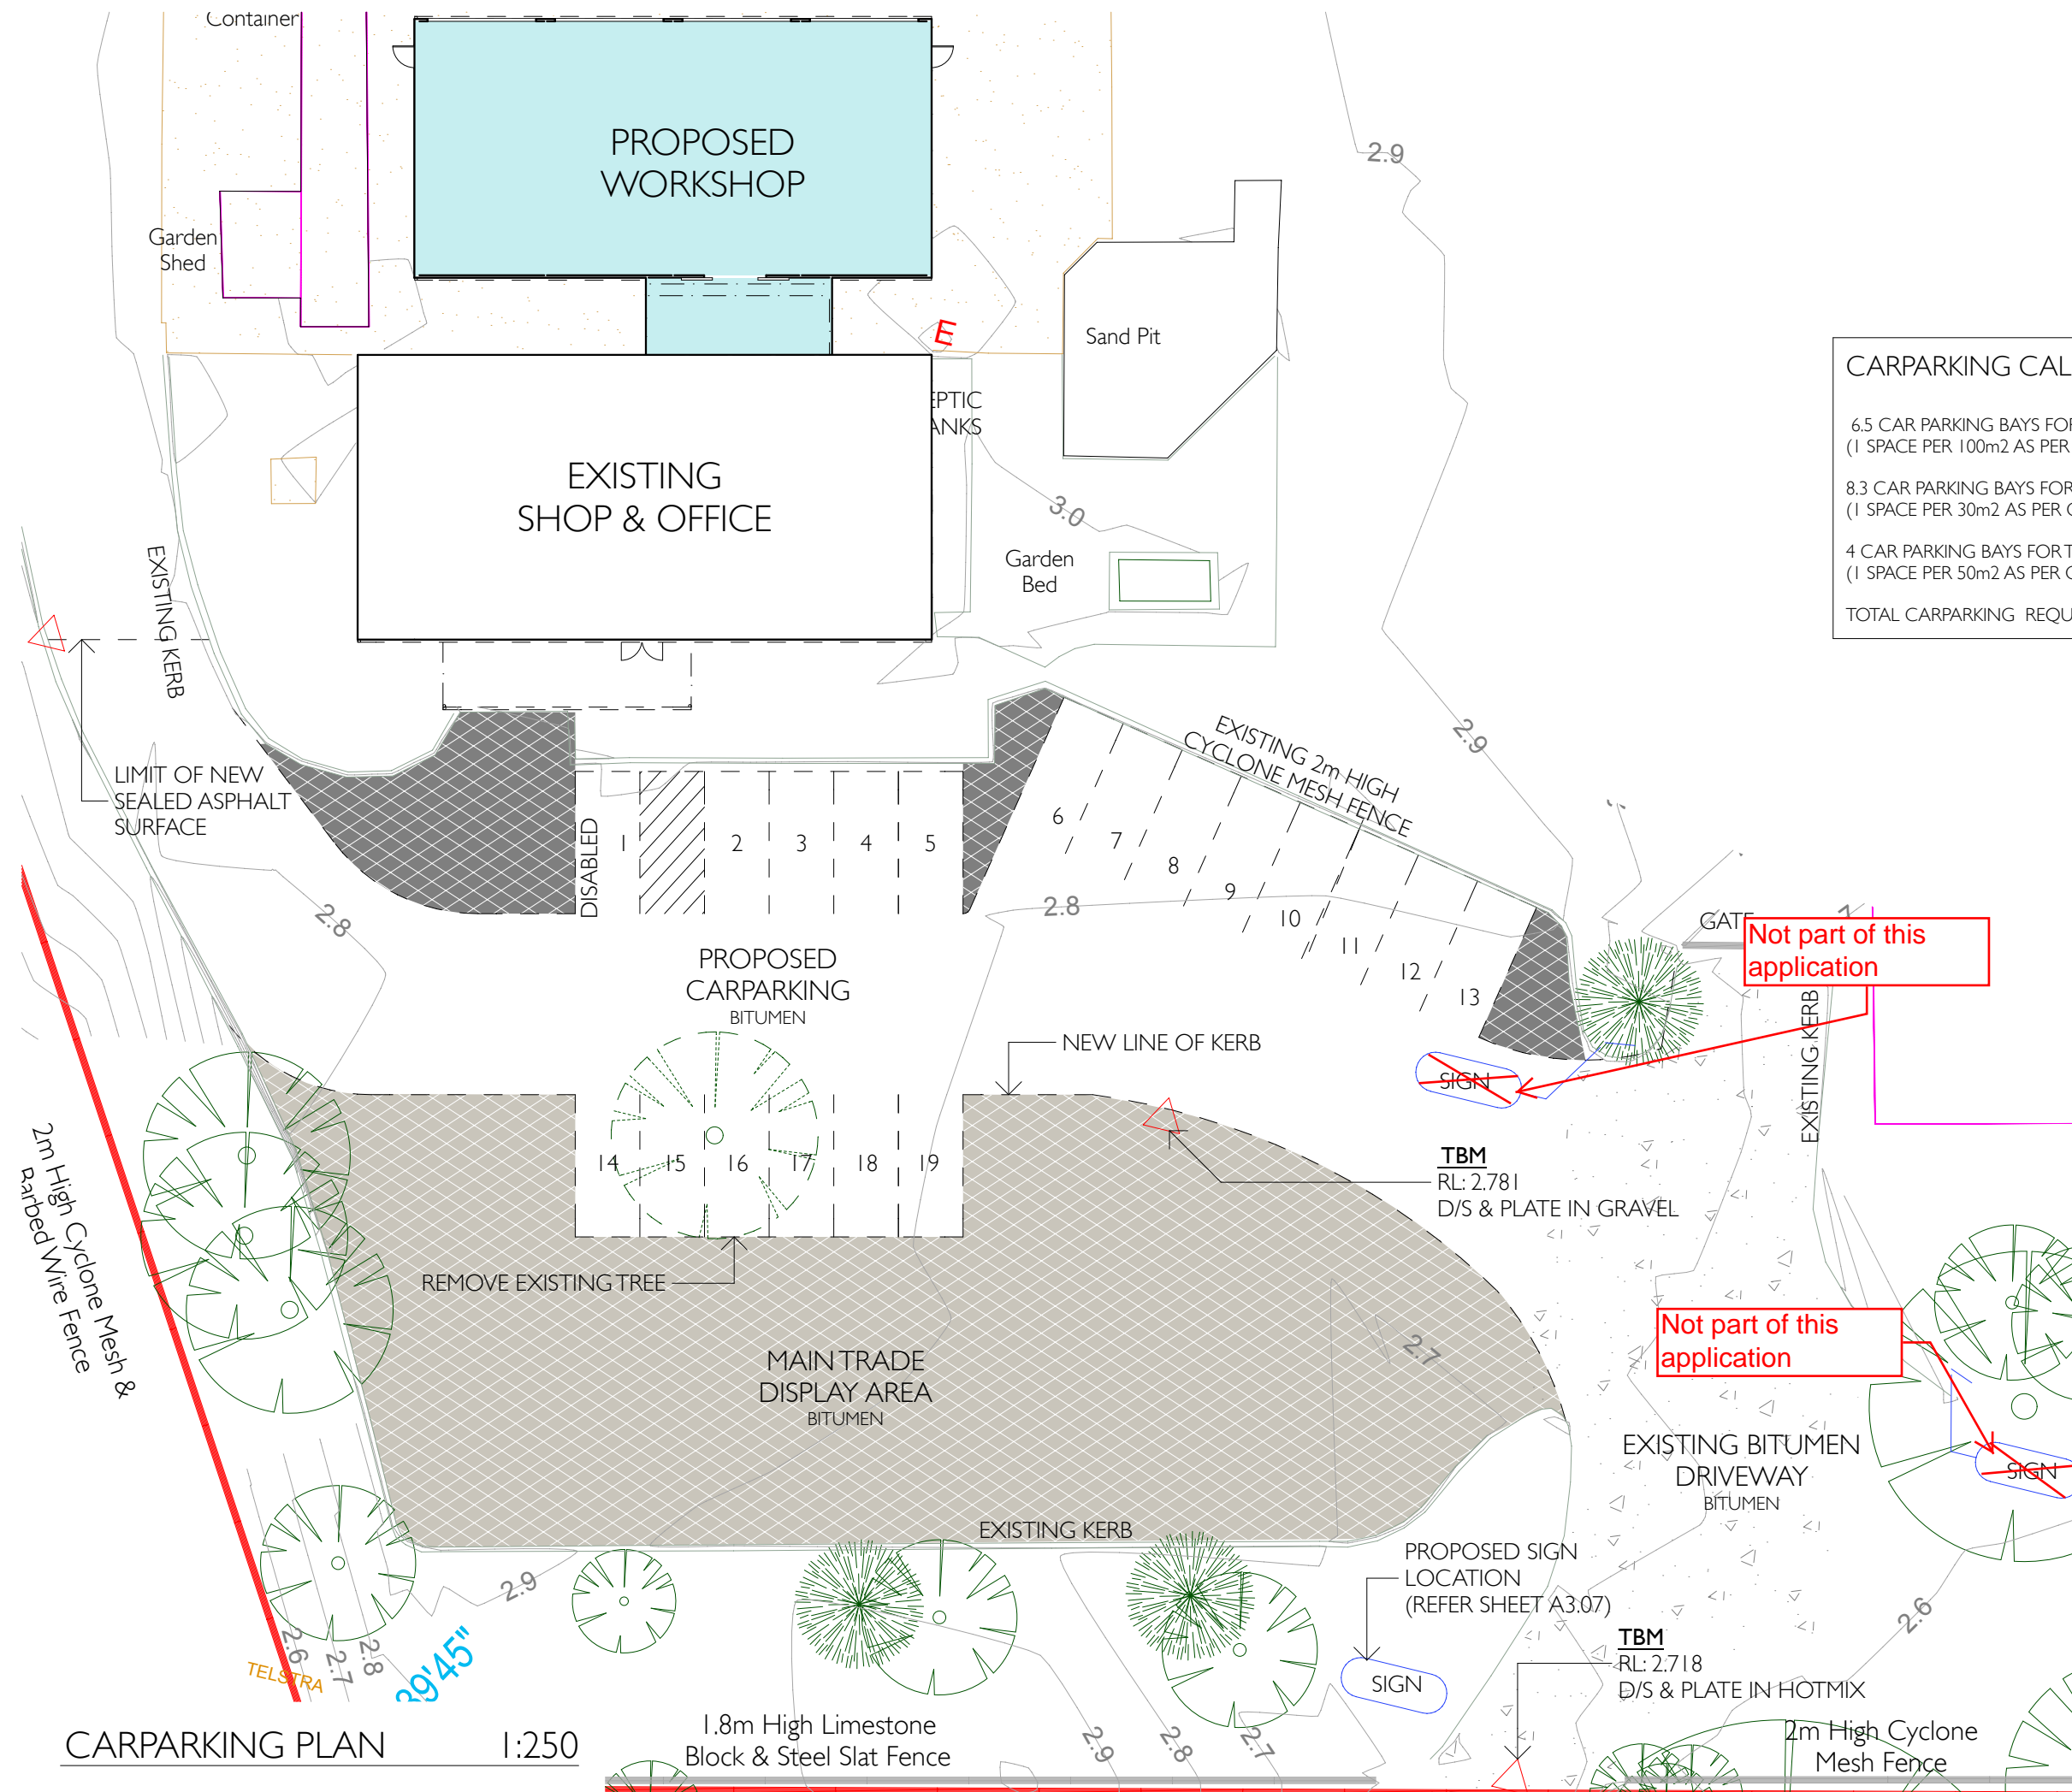 Container
PROPOSED
WORKSHOP
2.9
Garden
Shed
E
Sand Pit
CARPARKING CAL
6.5 CAR PARKING BAYS FOR
(1 SPACE PER 100m2 AS PER
8.3 CAR PARKING BAYS FOR
(1 SPACE PER 30m2 AS PER
4 CAR PARKING BAYS FOR T
(1 SPACE PER 50m2 AS PER
TOTAL CARPARKING REQU
EPTIC
ANKS
EXISTING
SHOP & OFFICE
3.0
Garden
Bed
EXISTING KERB
LIMIT OF NEW
SEALED ASPHALT
SURFACE
EXISTING 2m HIGH
CYCLONE MESH FENCE
2.9
DISABLED
1
2
3
4
5
6
7
8
9
10
11
12
13
2.8
2.8
GATE
Not part of this
application
EXISTING KERB
PROPOSED
CARPARKING
BITUMEN
NEW LINE OF KERB
SIGN
TBM
RL: 2.781
D/S & PLATE IN GRAVEL
14
15
16
17
18
19
REMOVE EXISTING TREE
2m High Cyclone Mesh &
Barbed Wire Fence
MAIN TRADE
DISPLAY AREA
BITUMEN
2.7
Not part of this
application
EXISTING BITUMEN
DRIVEWAY
BITUMEN
SIGN
EXISTING KERB
PROPOSED SIGN
LOCATION
(REFER SHEET A3.07)
2.9
2.6
2.6
2.7
2.8
TELSTRA
39'45"
TBM
RL: 2.718
D/S & PLATE IN HOTMIX
SIGN
2.9
2.8
2.7
1.8m High Limestone
Block & Steel Slat Fence
2m High Cyclone
Mesh Fence
CARPARKING PLAN 1:250